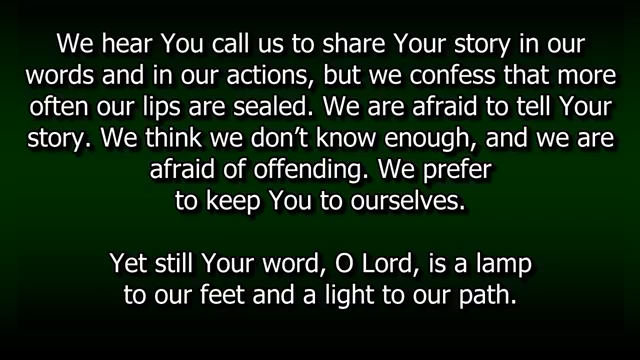 We hear You call us to share Your story in our
words and in our actions, but we confess that more
often our lips are sealed. We are afraid to tell Your
story. We think we don’t know enough, and we are
afraid of offending. We prefer
to keep You to ourselves.
Yet still Your word, O Lord, is a lamp
to our feet and a light to our path.